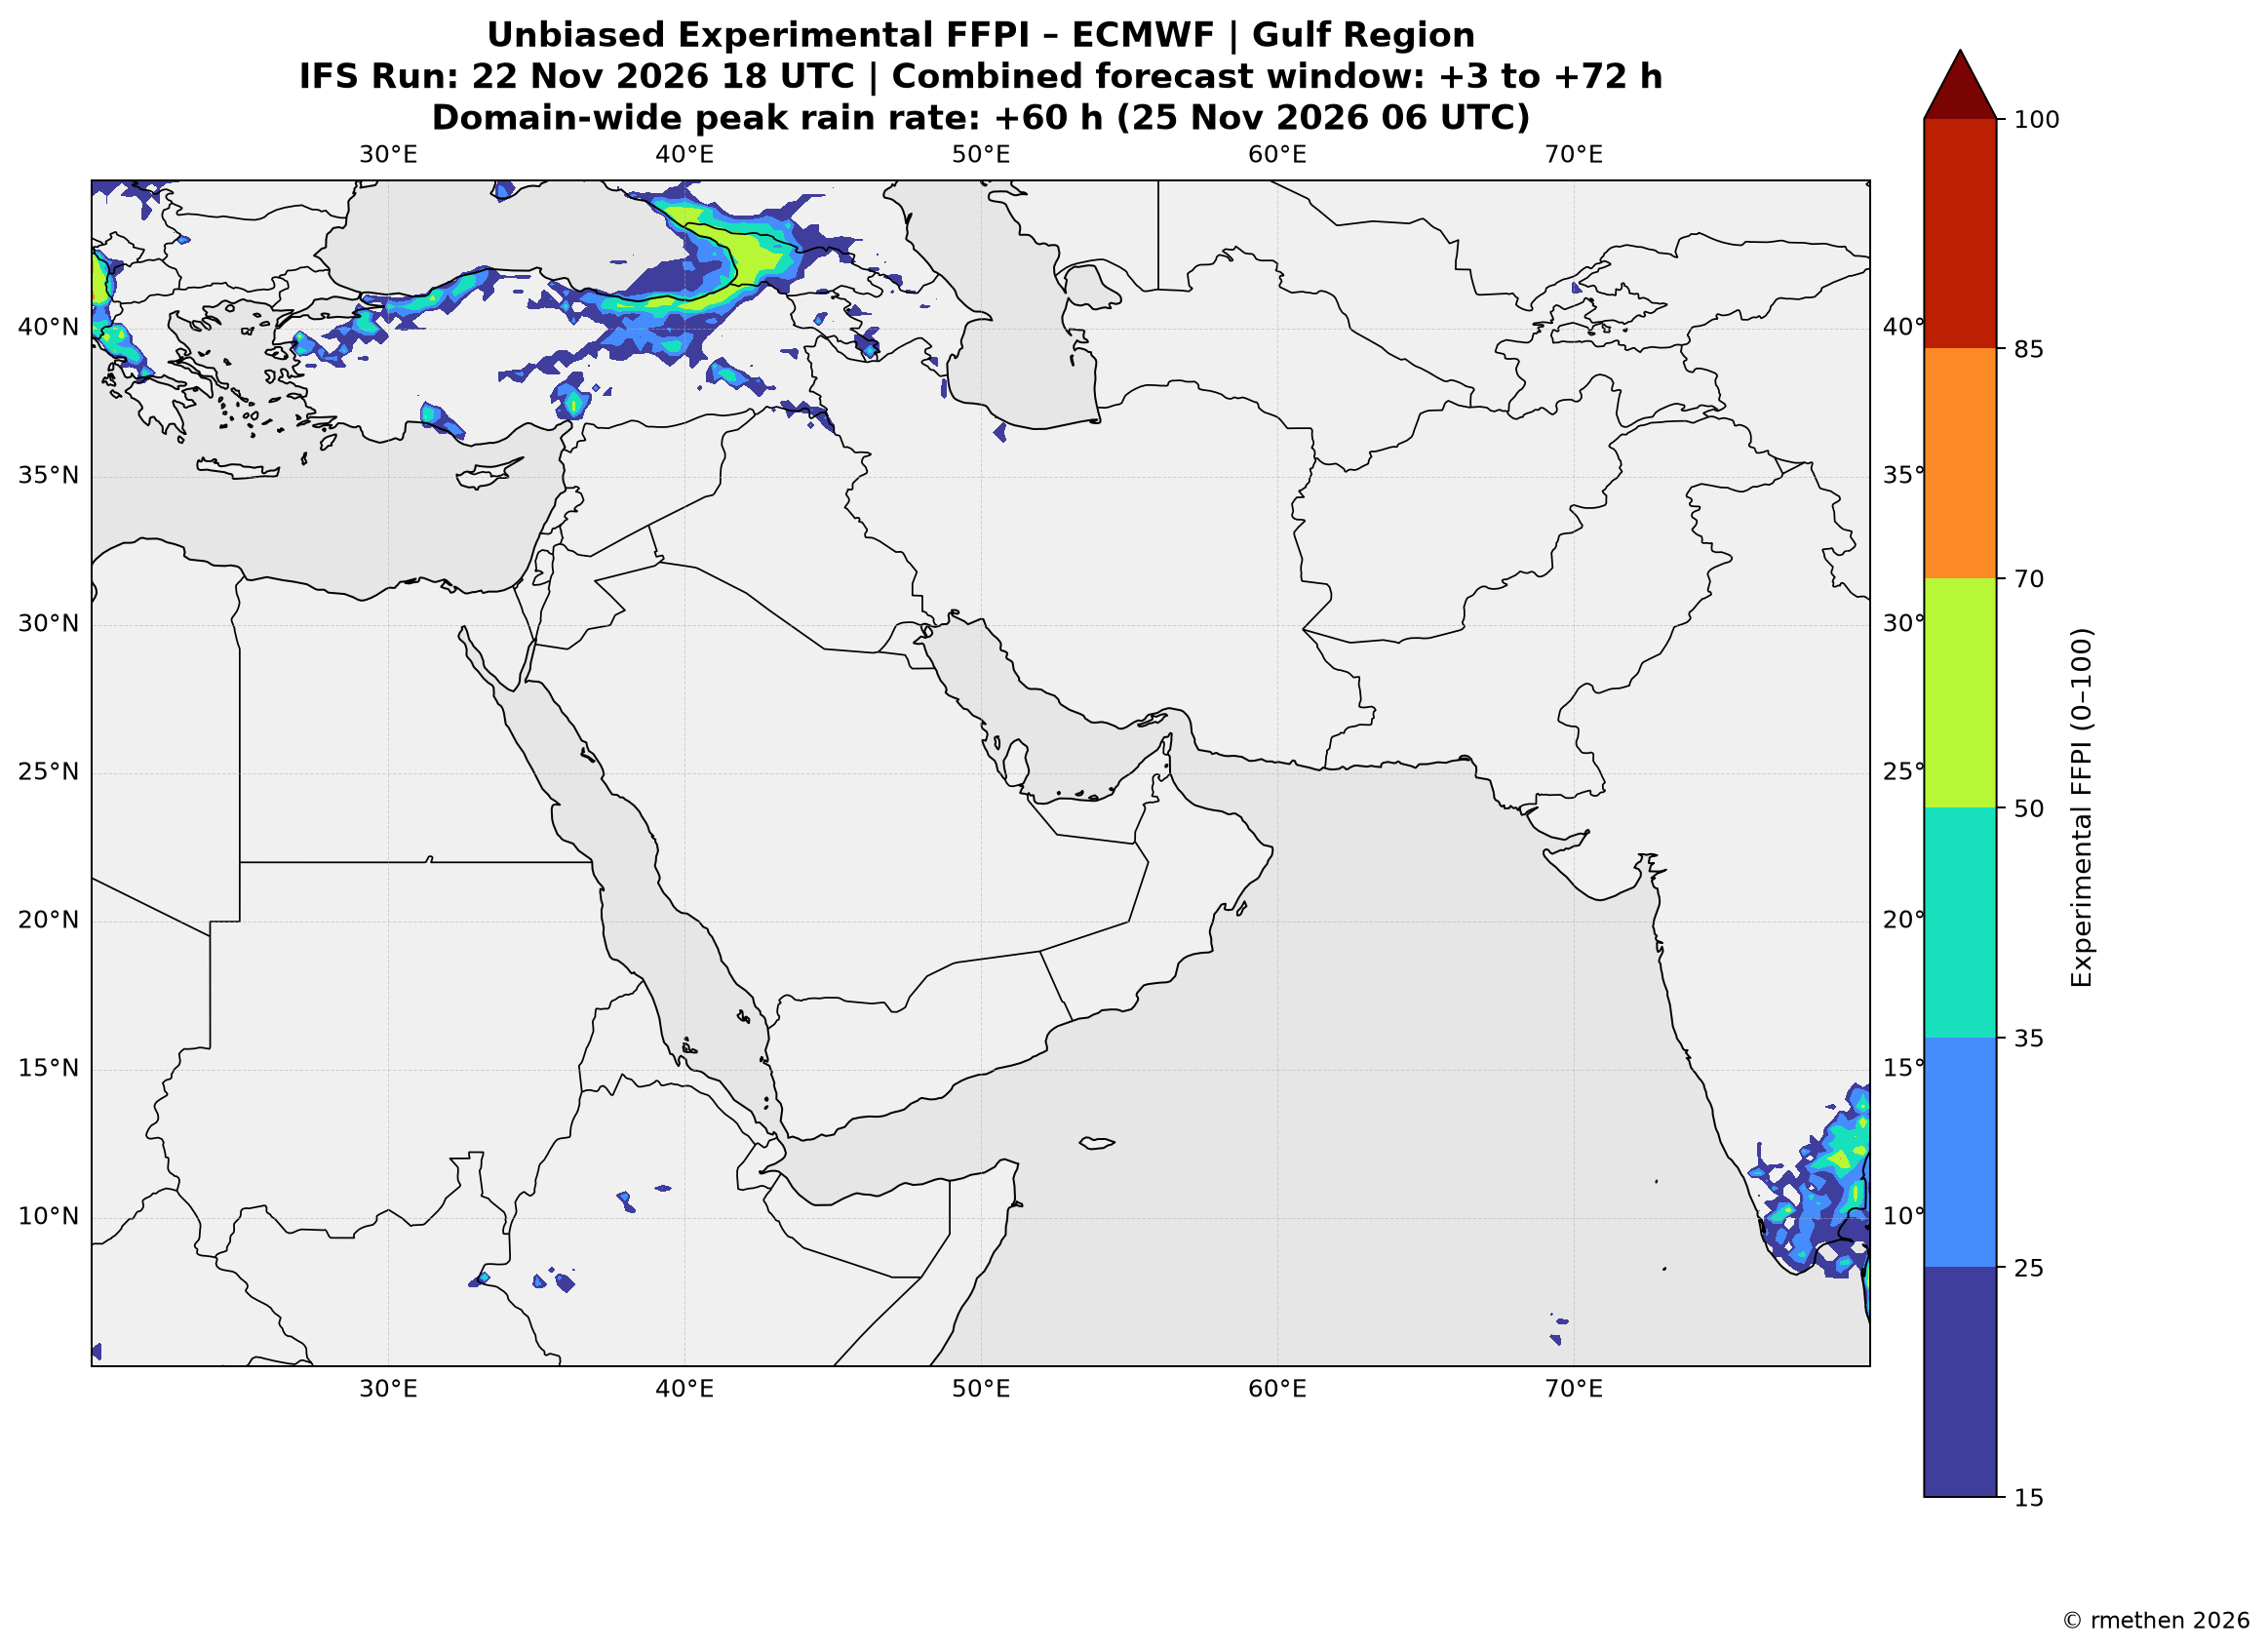 Unbiased Experimental FFPI – ECMWF | Gulf Region
IFS Run: 22 Nov 2026 18 UTC | Combined forecast window: +3 to +72 h
Domain-wide peak rain rate: +60 h (25 Nov 2026 06 UTC)
30°E 40°E 50°E 60°E 70°E
100
40°N 40°
85
35°N 35°
70
30°N 30°
25°N 25°
50
20°N 20°
35
15°N 15°
10°N 10°
25
15
30°E 40°E 50°E 60°E 70°E
Experimental FFPI (0–100)
© rmethen 2026